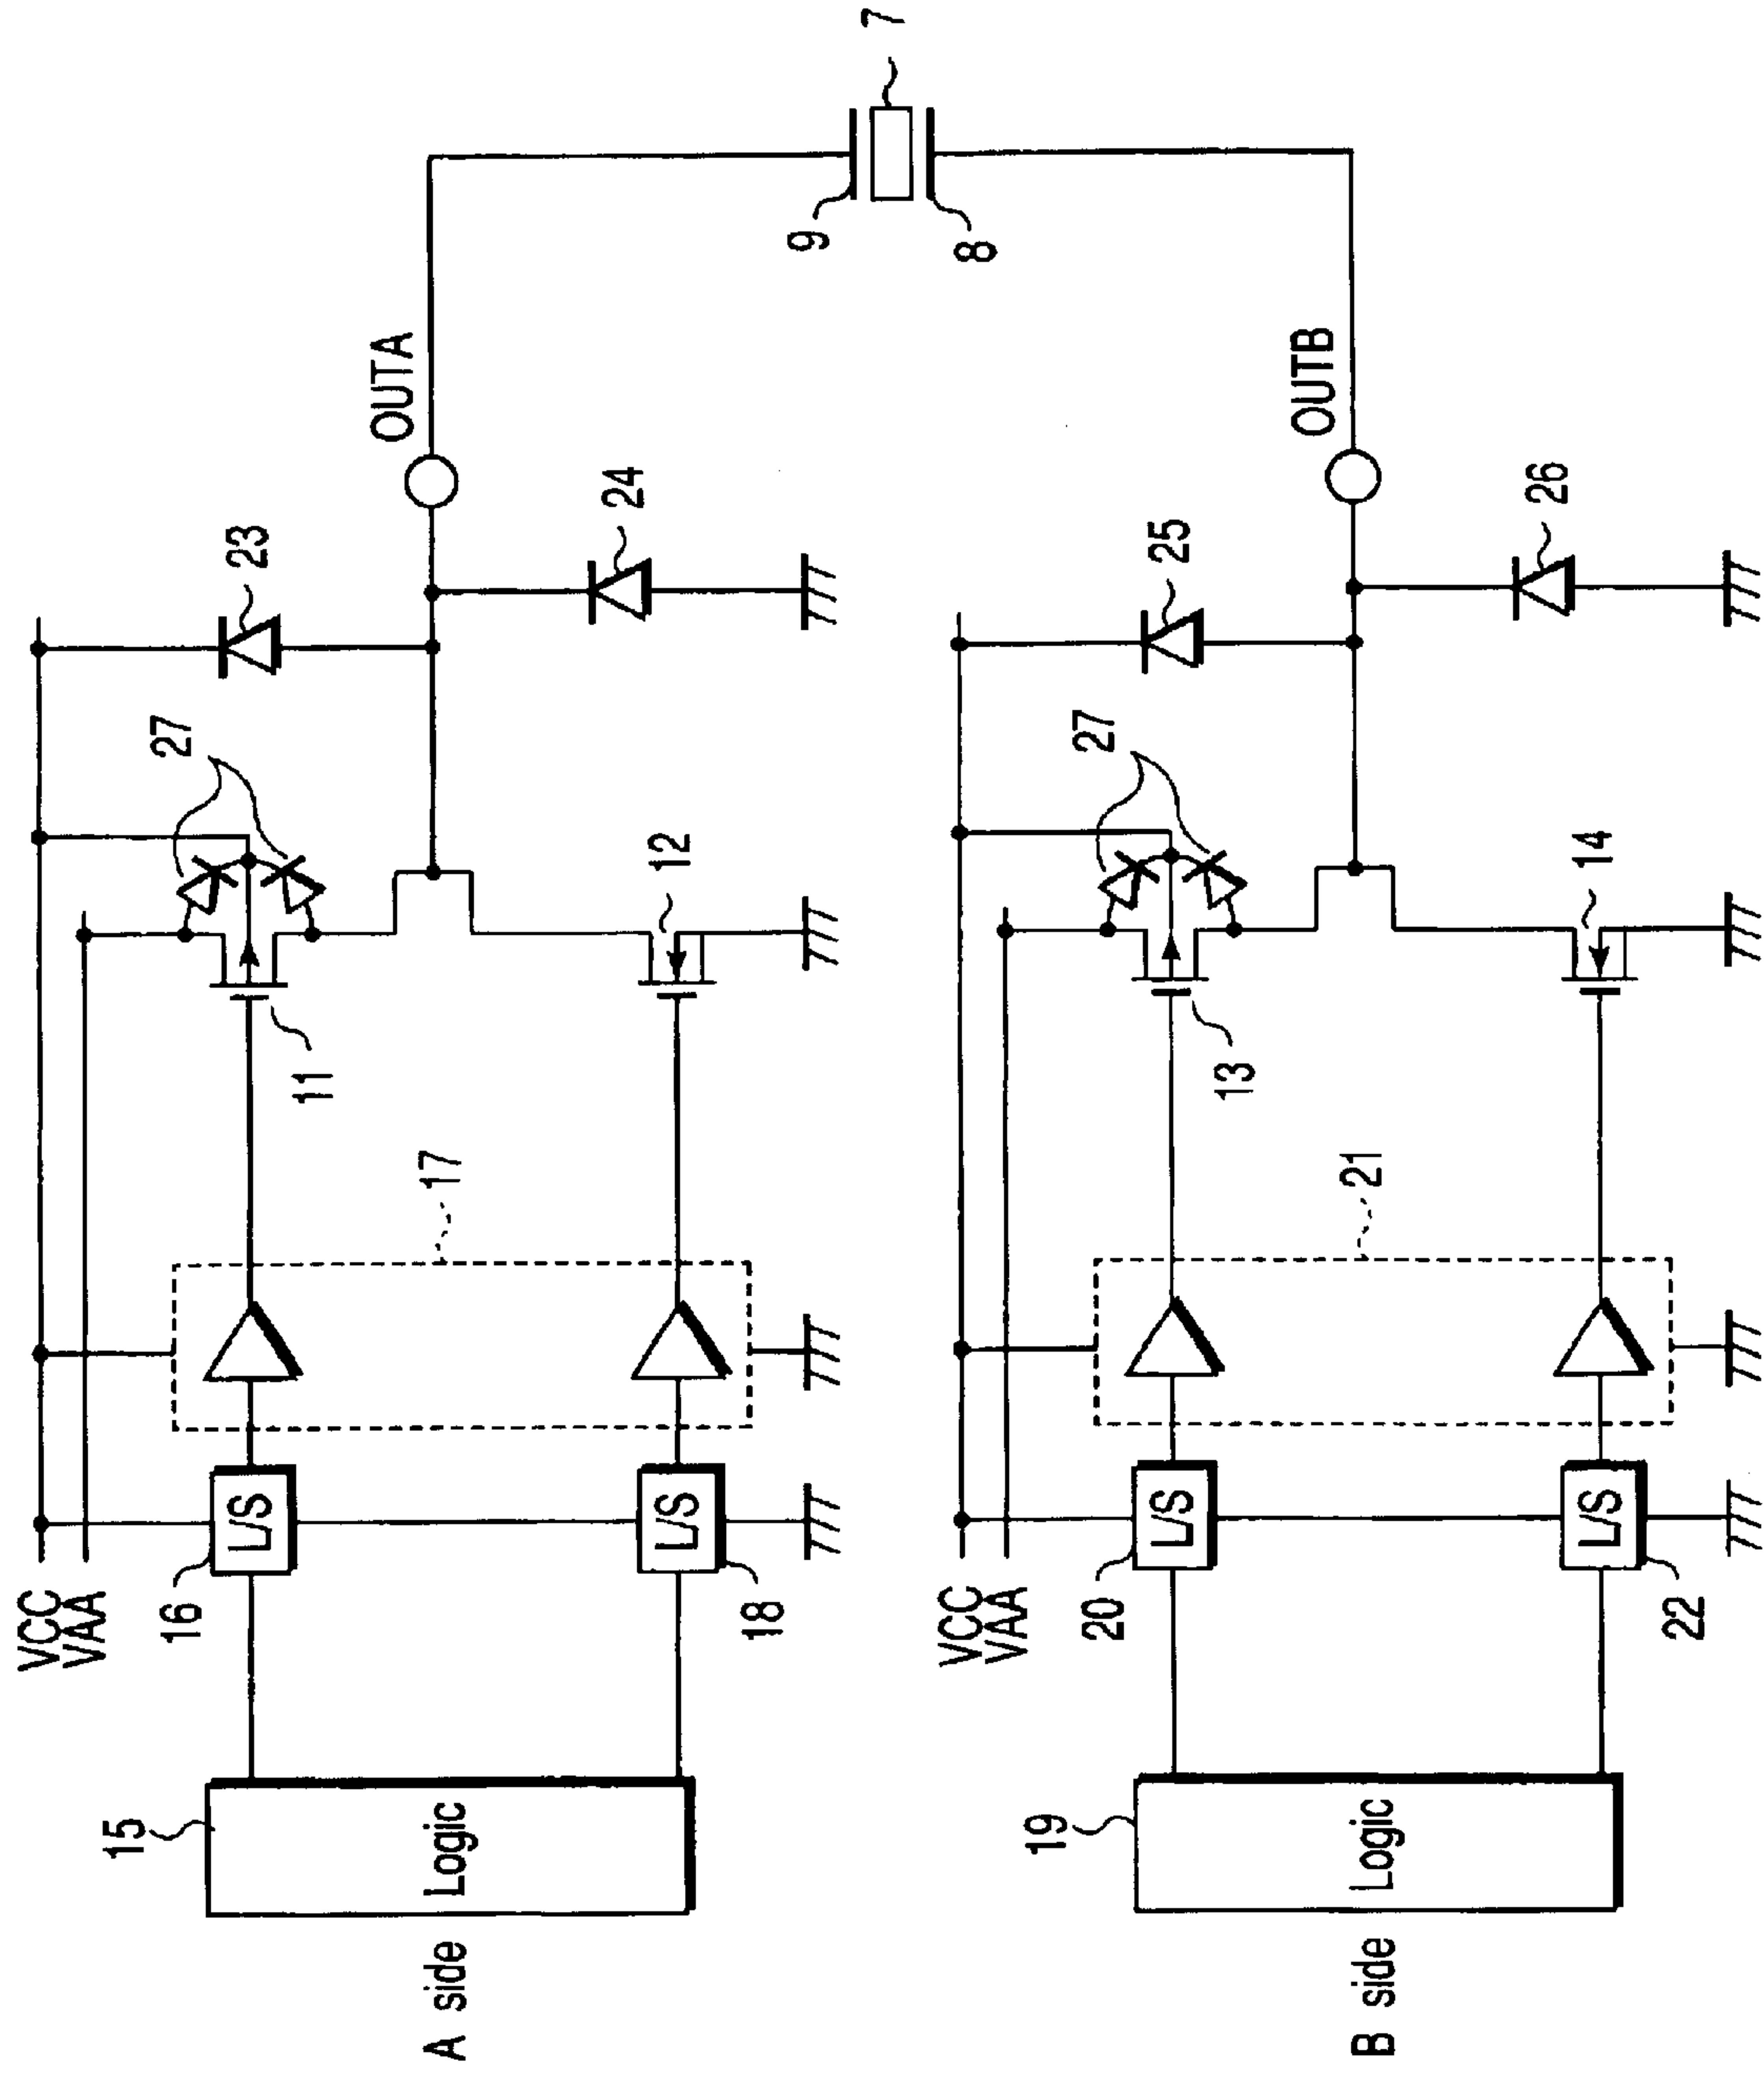 VCC
VAA
16
L/S
17
11
27
23
OUTA
24
12
18
L/S
15
Logic
A side
9
7
8
VCC
VAA
20
L/S
21
13
27
25
OUTB
26
14
22
L/S
19
Logic
B side